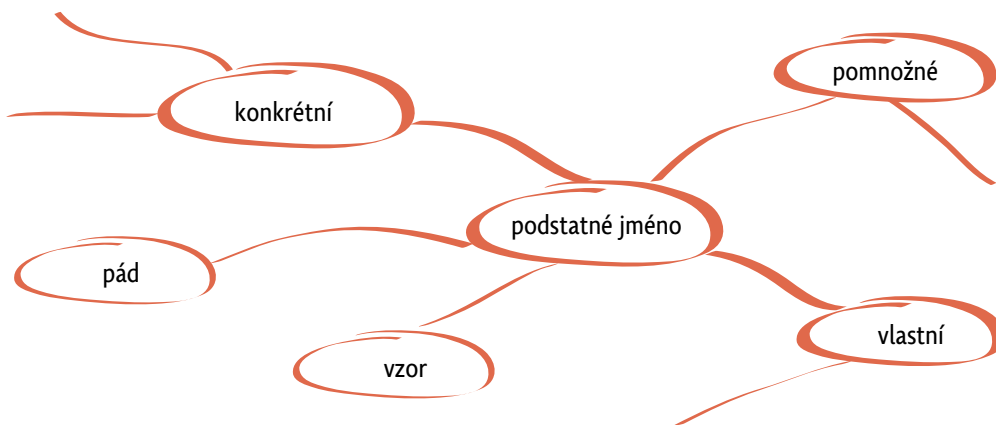 pomnožné
konkrétní
podstatné jméno
pád
vlastní
vzor